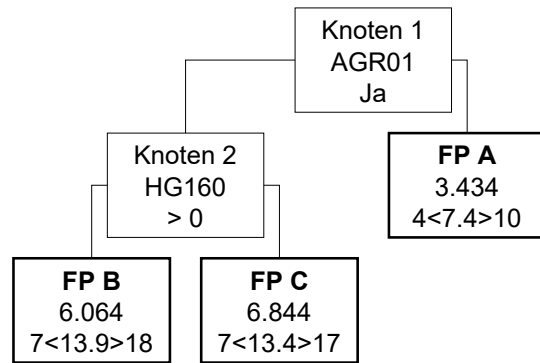 Knoten 1
AGR01
Ja
Knoten 2
HG160
> 0
FP A
3.434
4<7.4>10
FP B
6.064
7<13.9>18
FP C
6.844
7<13.4>17